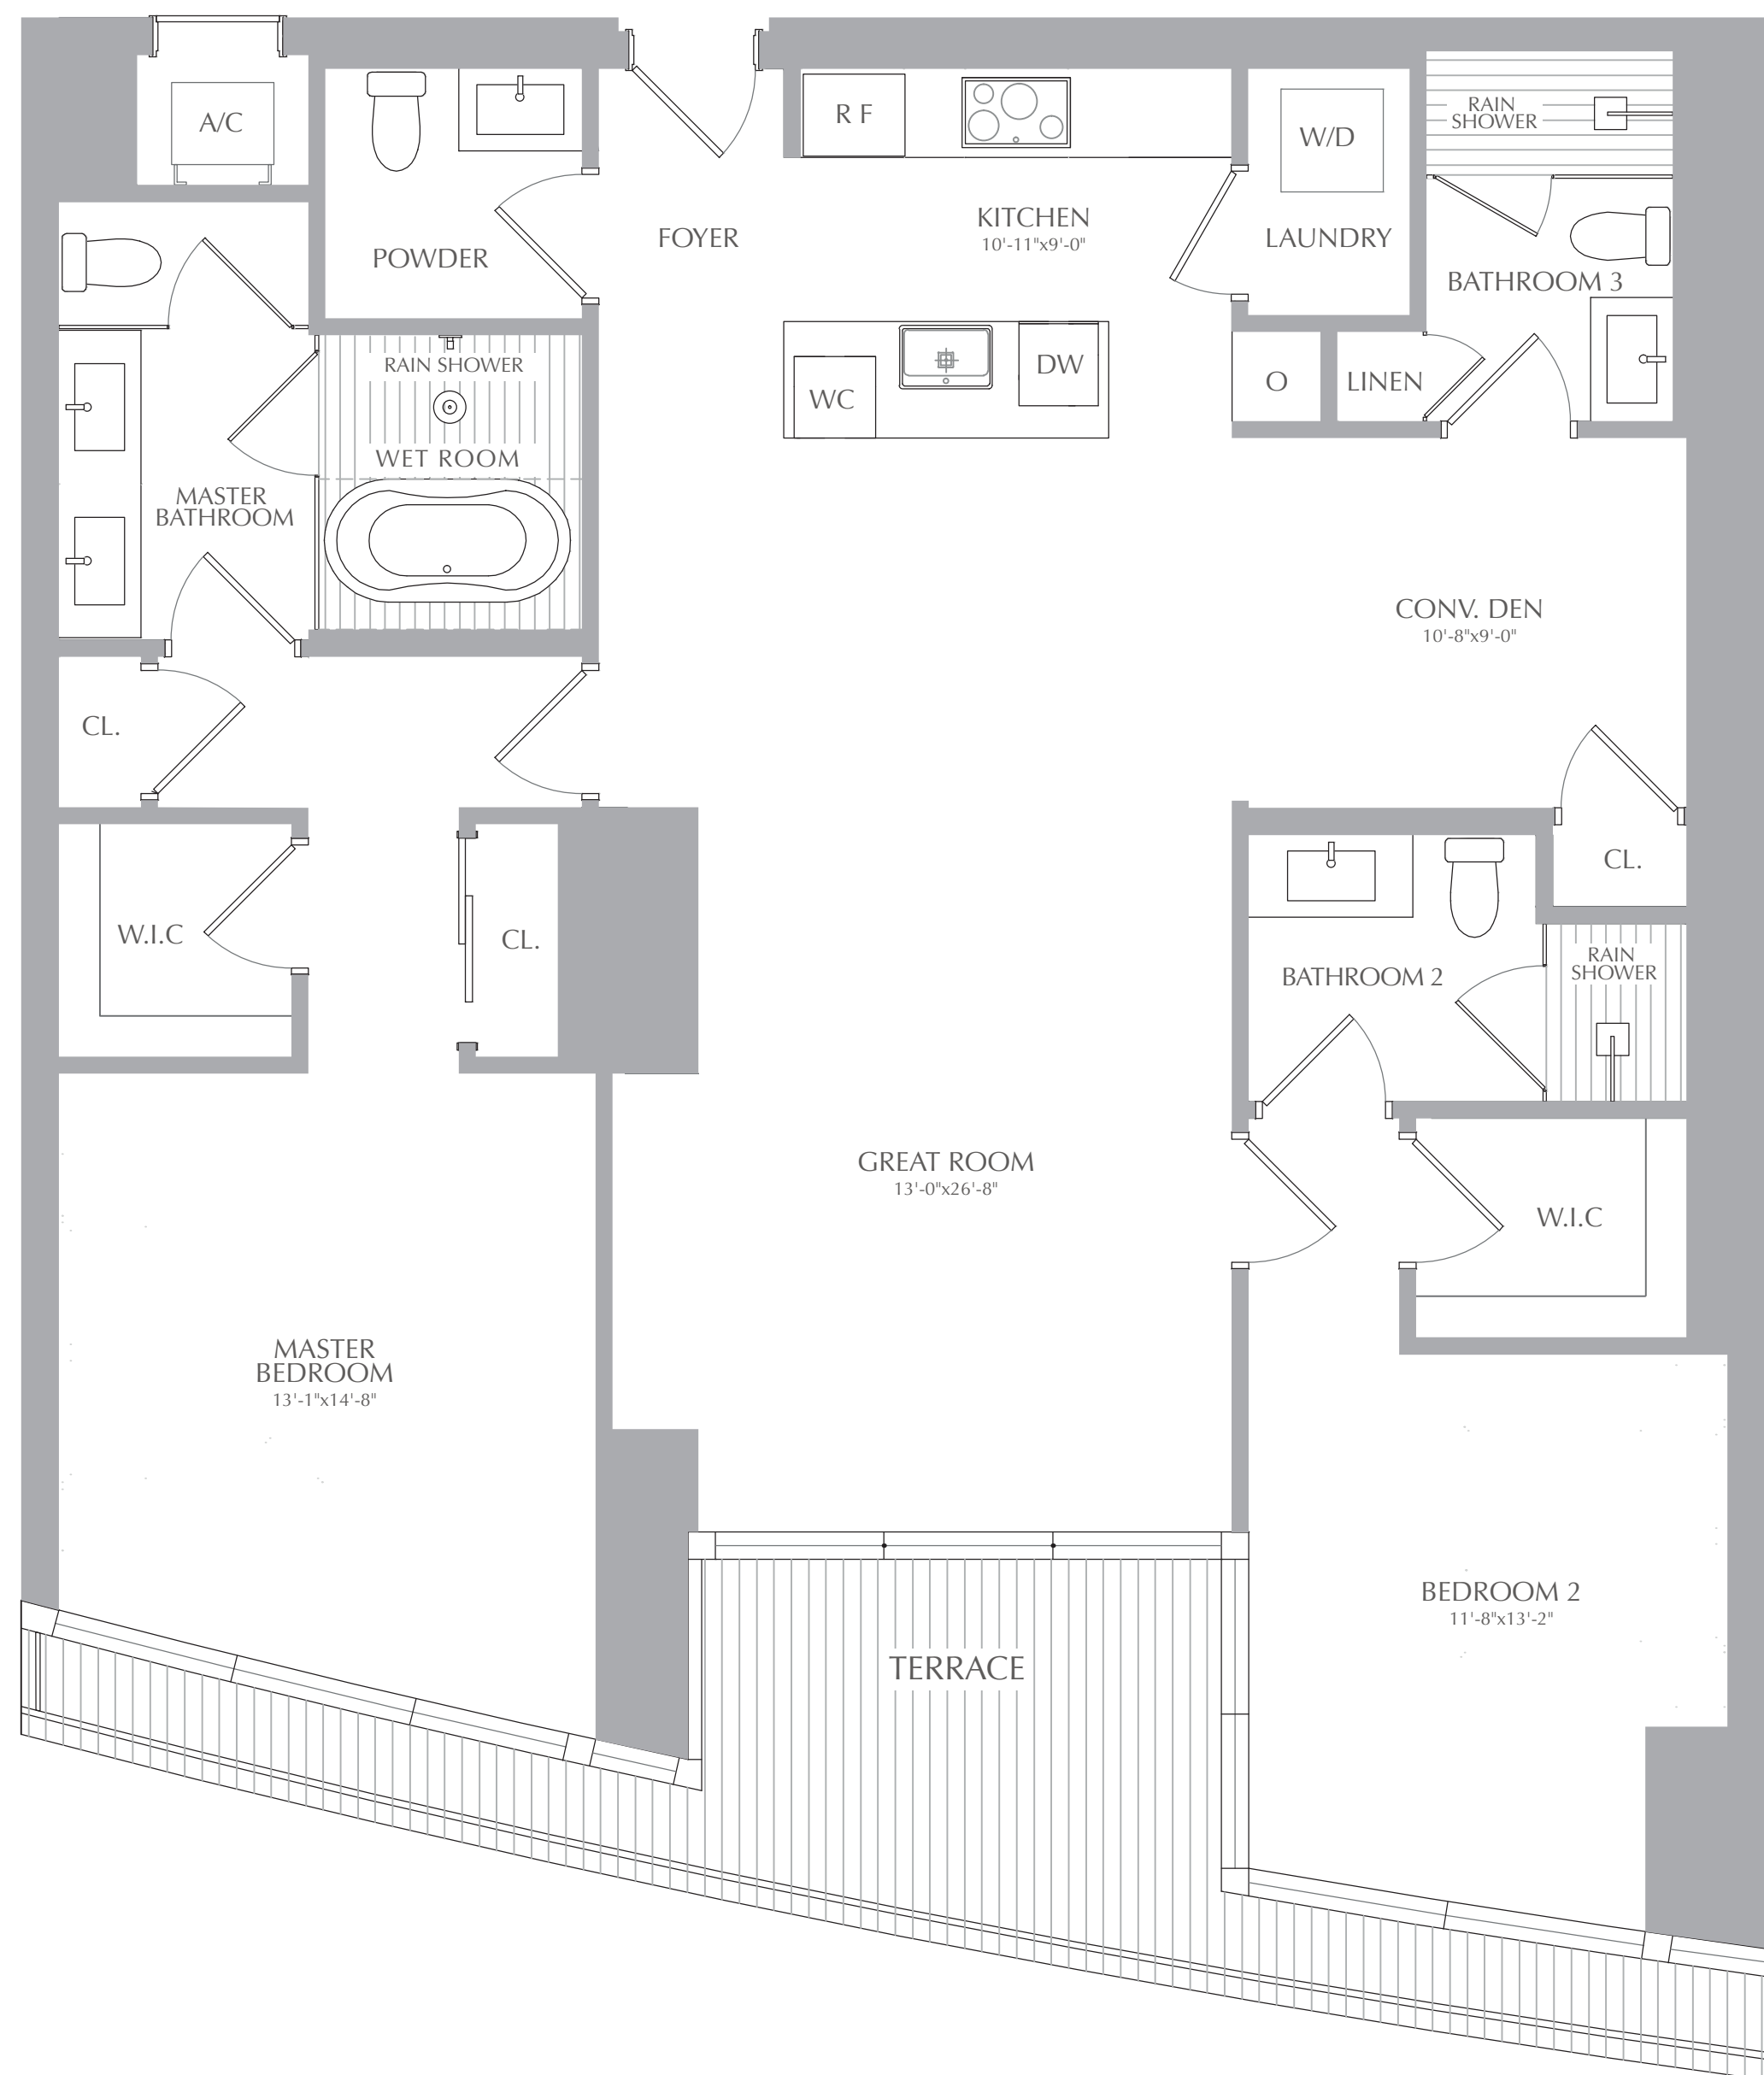 A/C
R F
W/D
RAIN
SHOWER
POWDER
FOYER
KITCHEN
10'-11"x9'-0"
LAUNDRY
BATHROOM 3
RAIN SHOWER
WC
DW
O
LINEN
WET ROOM
MASTER
BATHROOM
CONV. DEN
10'-8"x9'-0"
CL.
CL.
W.I.C
CL.
BATHROOM 2
RAIN
SHOWER
GREAT ROOM
13'-0"x26'-8"
W.I.C
MASTER
BEDROOM
13'-1"x14'-8"
BEDROOM 2
11'-8"x13'-2"
TERRACE